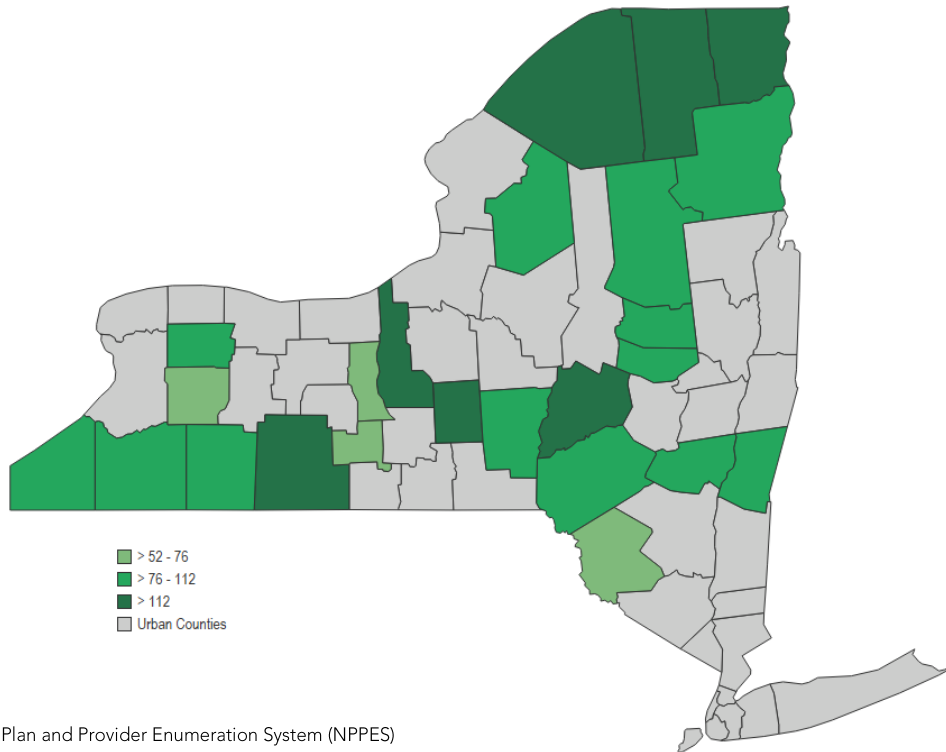 > 52 - 76
> 76 - 112
> 112
Urban Counties
Plan and Provider Enumeration System (NPPES)